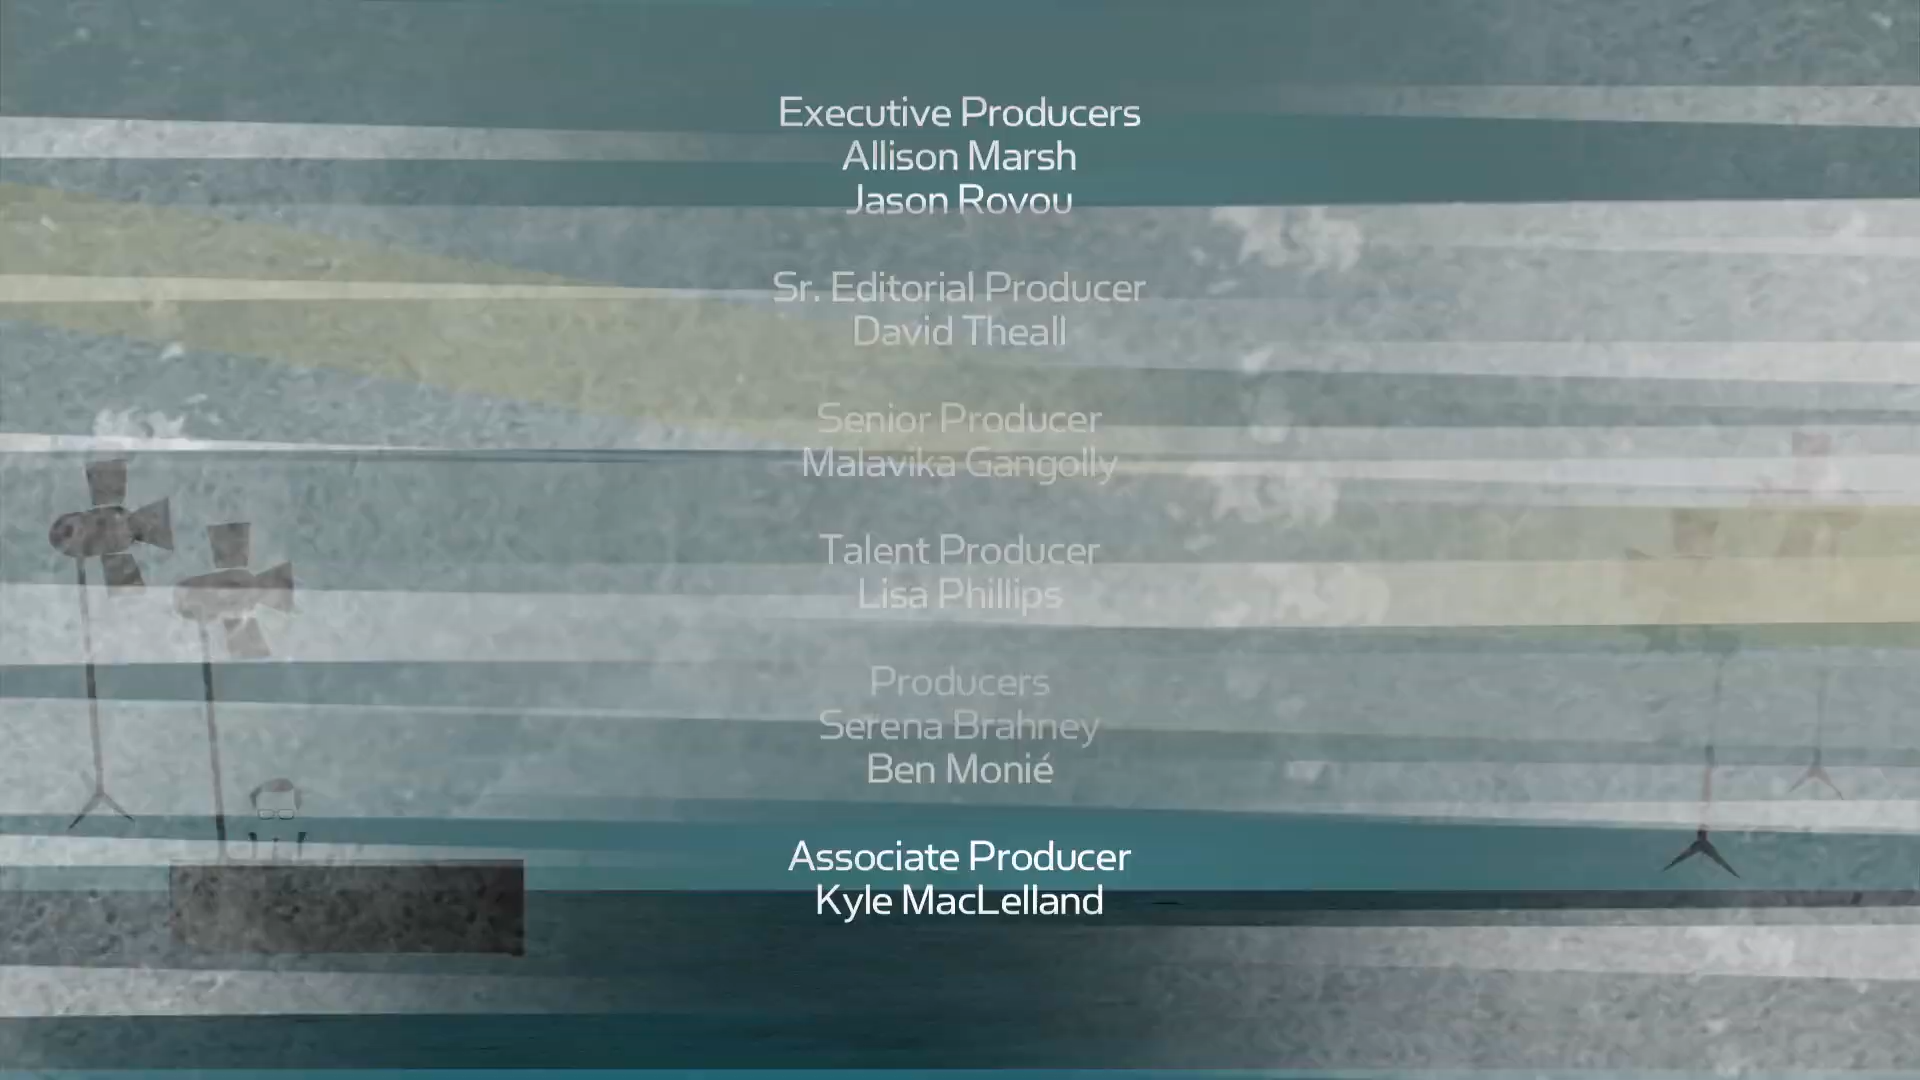 Executive Producers
Allison Marsh
Jason Rovou
Sr. Editorial Producer
David Theall
Senior Producer
Malavika Gangolly
Talent Producer
Lisa Phillips
Producers
Serena Brahney
Ben Monié
Associate Producer
Kyle MacLelland